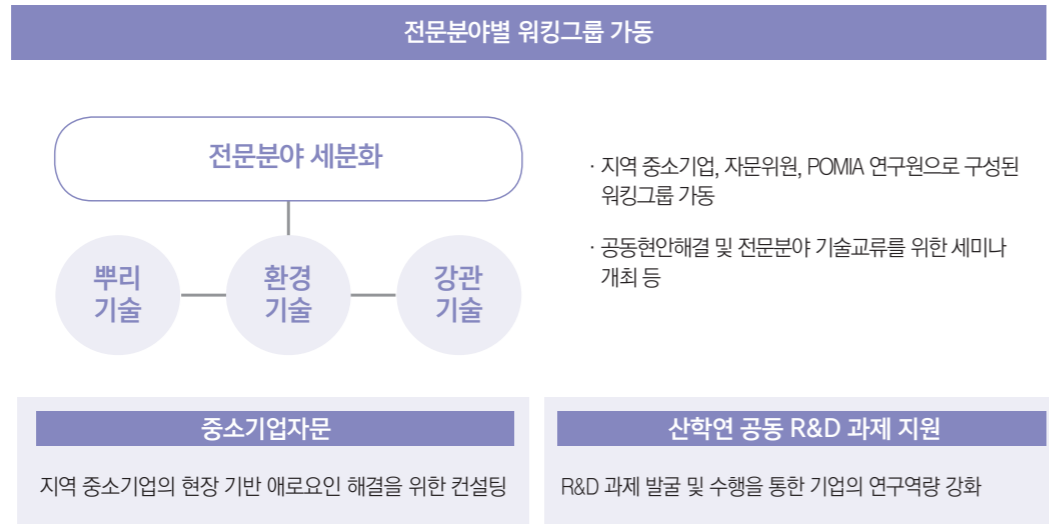 전문분야별 워킹그룹 가동
전문분야 세분화
뿌리
기술
환경
기술
강관
기술
· 지역 중소기업, 자문위원, POMIA 연구원으로 구성된
워킹그룹 가동
· 공동현안해결 및 전문분야 기술교류를 위한 세미나
개최 등
중소기업자문
지역 중소기업의 현장 기반 애로요인 해결을 위한 컨설팅
산학연 공동 R&D 과제 지원
R&D 과제 발굴 및 수행을 통한 기업의 연구역량 강화